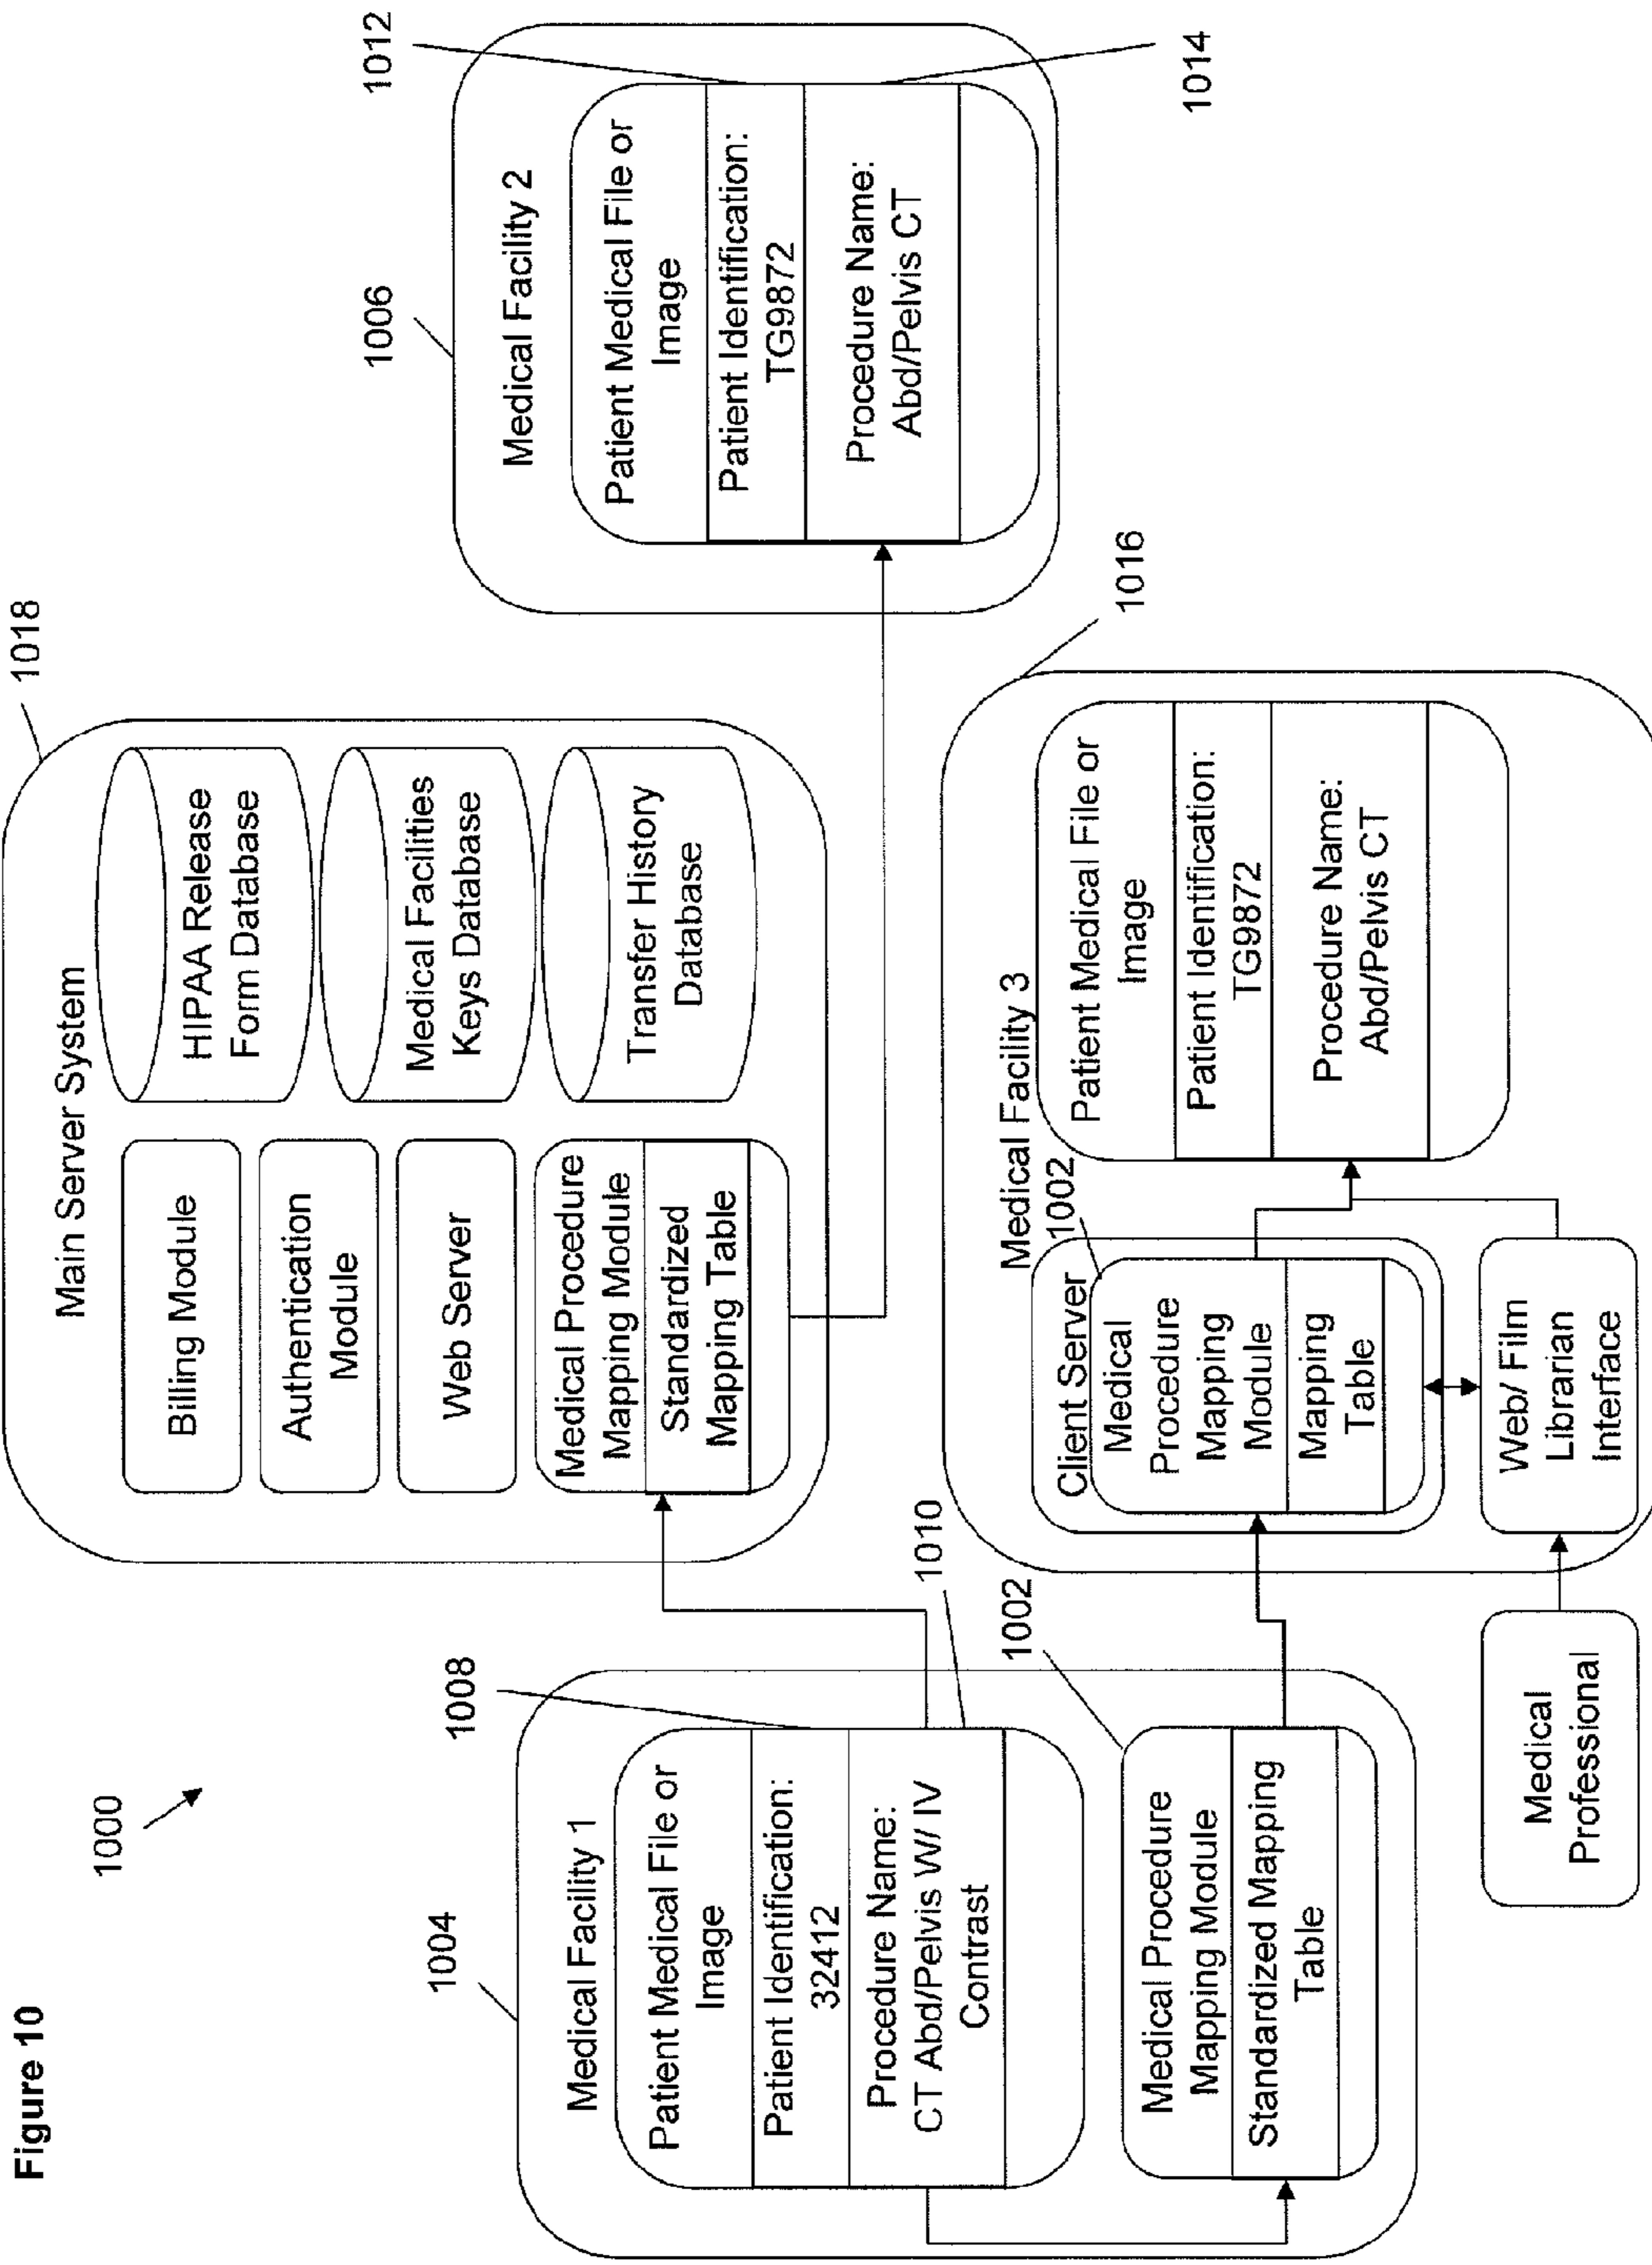 Figure 10
1000
1004
Medical Facility 1
Patient Medical File or
Image
Patient Identification:
32412
Procedure Name:
CT Abd/Pelvis W/ IV
Contrast
1008
1010
Medical Procedure
Mapping Module
Standardized Mapping
Table
1002
1018
Main Server System
Billing Module
Authentication
Module
Web Server
Medical Procedure
Mapping Module
Standardized
Mapping Table
HIPAA Release
Form Database
Medical Facilities
Keys Database
Transfer History
Database
1006
Medical Facility 2
Patient Medical File or
Image
Patient Identification:
TG9872
Procedure Name:
Abd/Pelvis CT
1012
1014
1016
Medical Facility 3
Client Server
1002
Medical
Procedure
Mapping
Module
Mapping
Table
Web/ Film
Librarian
Interface
Patient Medical File or
Image
Patient Identification:
TG9872
Procedure Name:
Abd/Pelvis CT
Medical
Professional